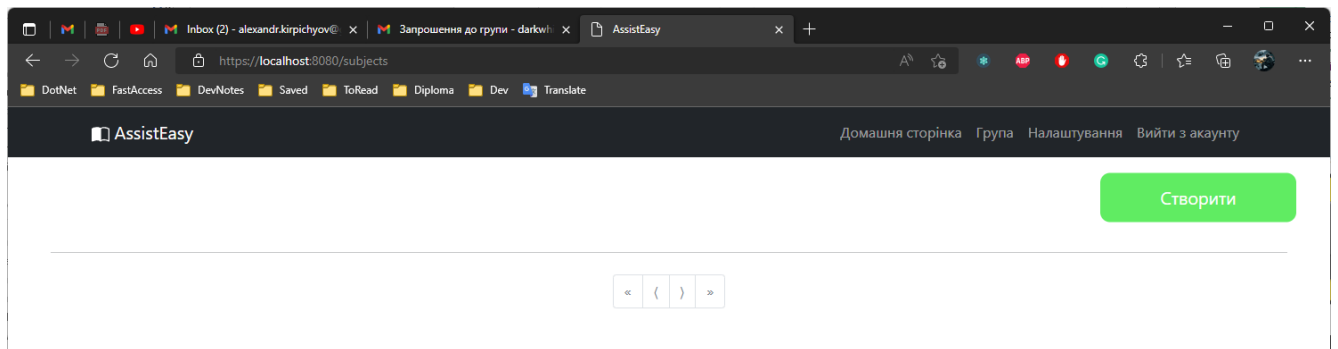 Inbox (2) - alexandr.kirpichyov@ Запрошення до групи - darkwh AssistEasy
https://localhost:8080/subjects
DotNet FastAccess DevNotes Saved ToRead Diploma Dev Translate
AssistEasy Домашня сторінка Група Налаштування Вийти з акаунту
Створити
« ⟨ ⟩ »